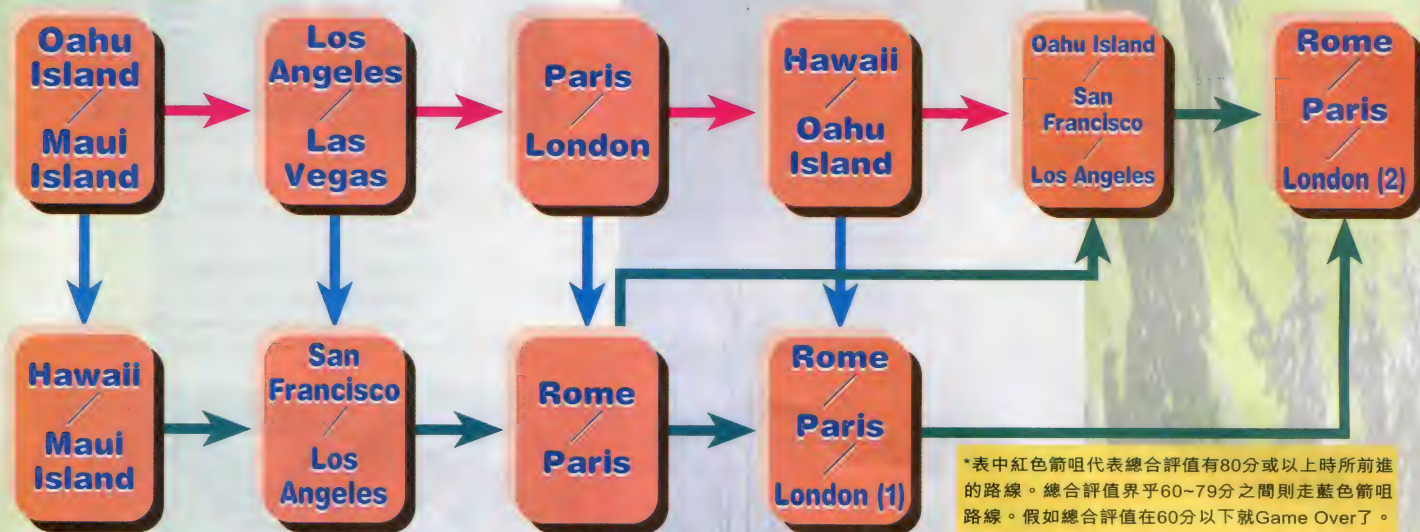 Oahu
Island
Maui
Island
Los
Angeles
Las
Vegas
Paris
London
Hawaii
Oahu
Island
Oahu Island
San
Francisco
Los Angeles
Rome
Paris
London (2)
Hawaii
Maui
Island
San
Francisco
Los
Angeles
Rome
Paris
Rome
Paris
London (1)
*表中紅色箭咀代表總合評值有80分或以上時所前進
的路線。總合評值界乎60~79分之間則走藍色箭咀
路線。假如總合評值在60分以下就Game Over了。